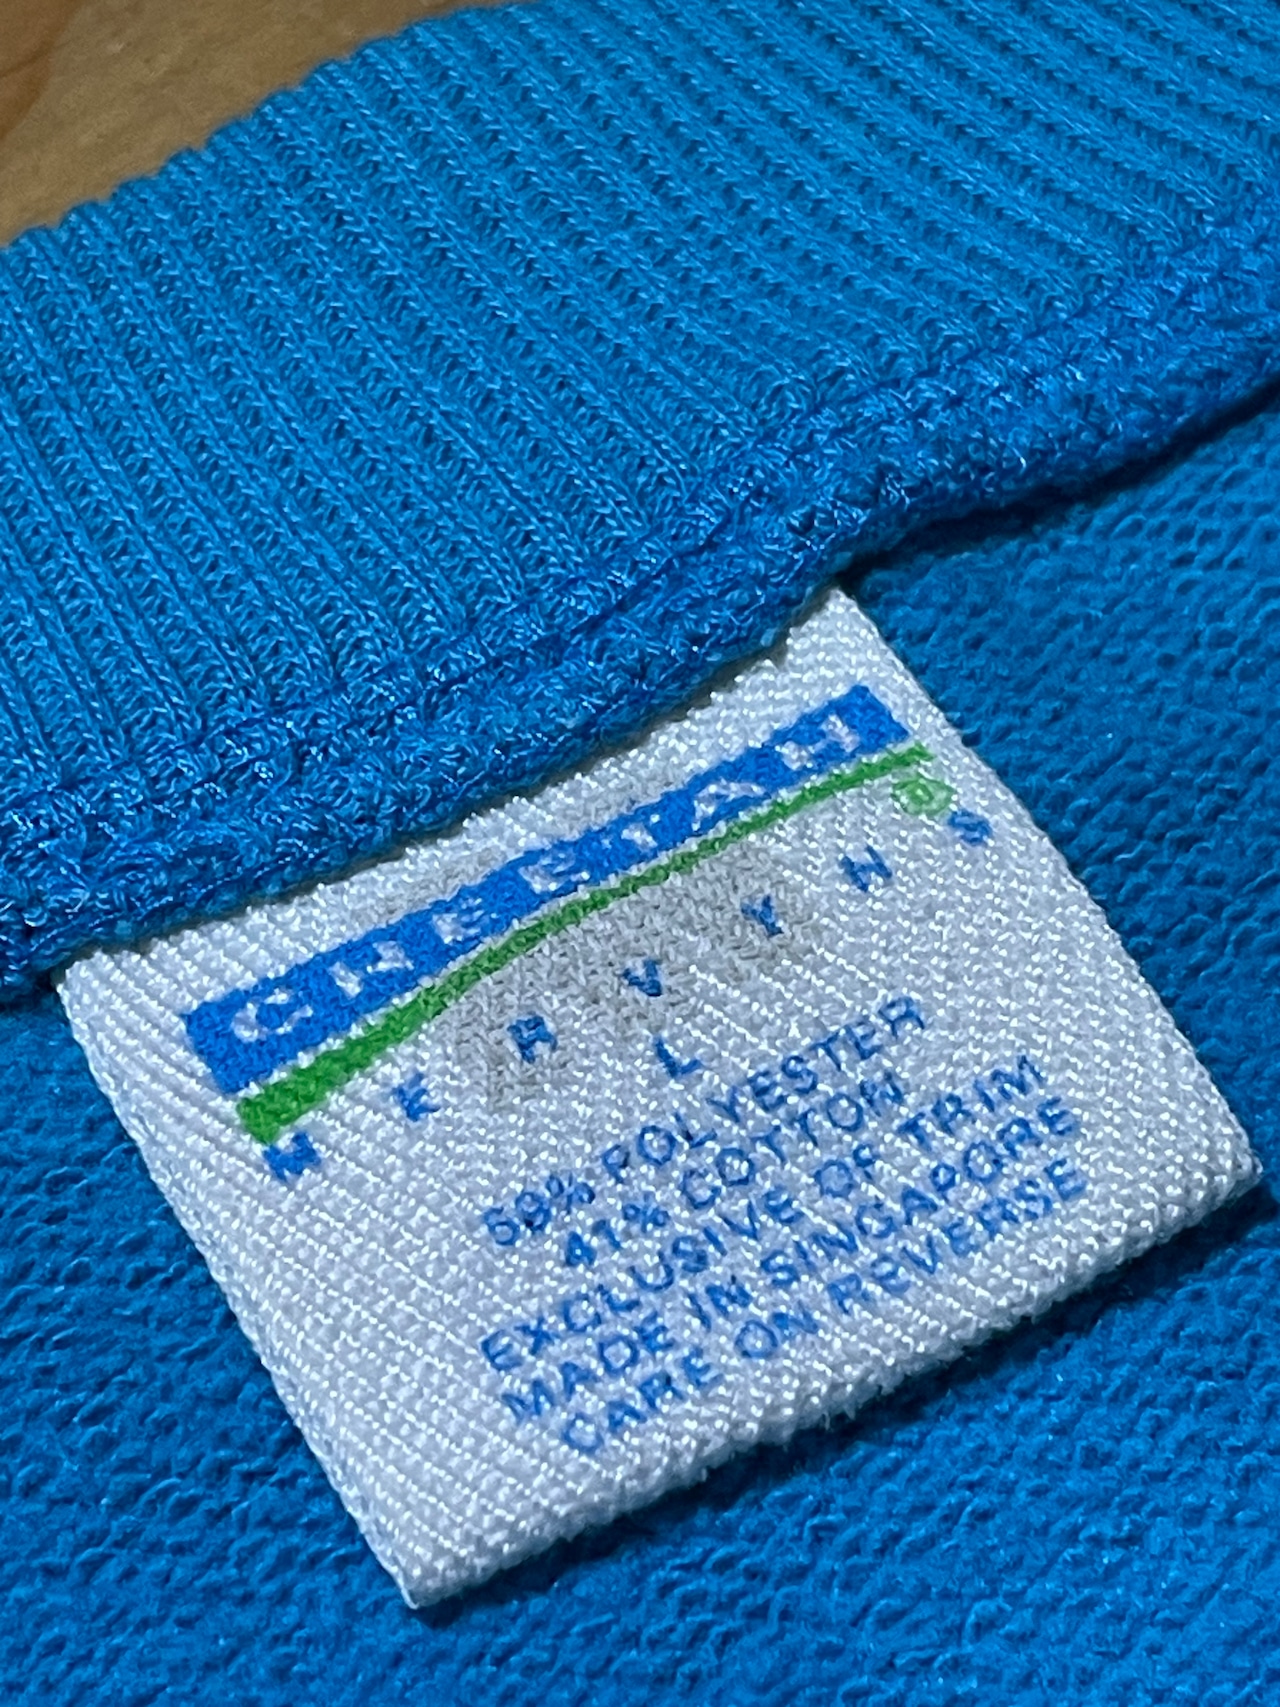 CHEETAH
MERVYNS
L
59% POLYESTER
41% COTTON
EXCLUSIVE OF TRIM
MADE IN SINGAPORE
CARE ON REVERSE